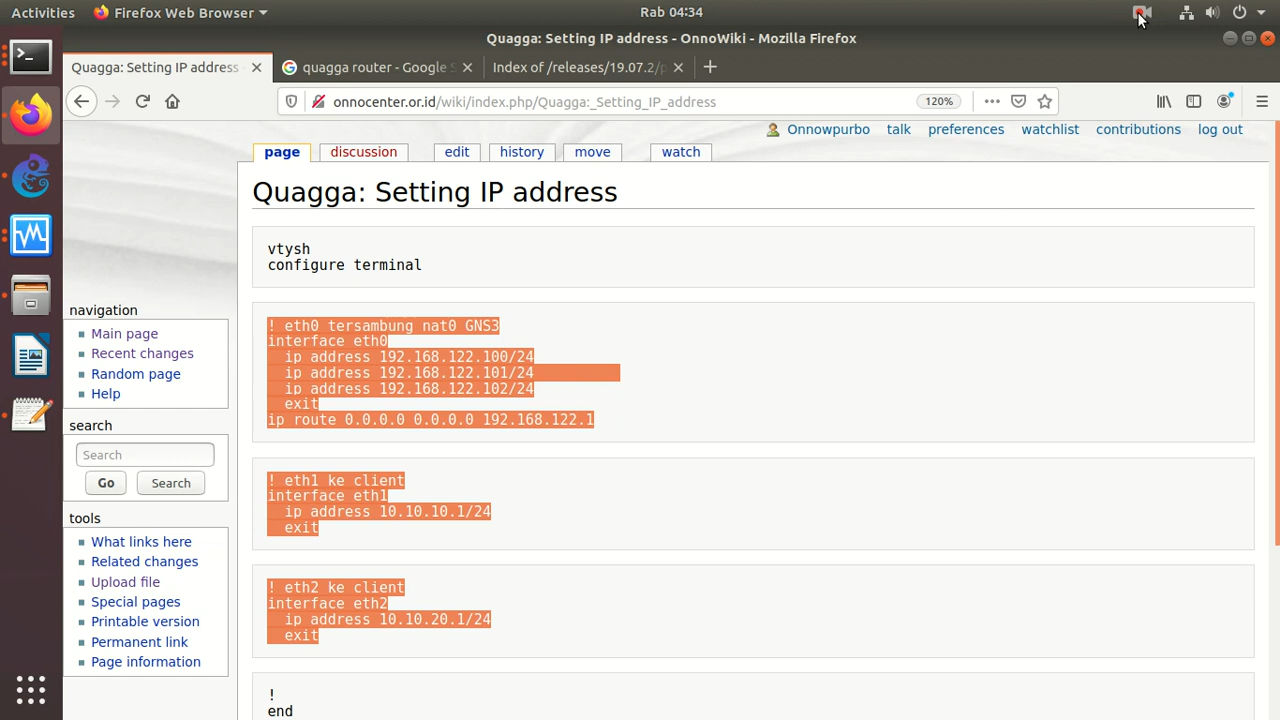 Activities Firefox Web Browser Rab 04:34
Quagga: Setting IP address - OnnoWiki - Mozilla Firefox
Quagga: Setting IP address quagga router - Google Index of /releases/19.07.2/p
onnocenter.or.id/wiki/index.php/Quagga:_Setting_IP_address 120%
Onnowpurbo talk preferences watchlist contributions log out
page discussion edit history move watch
Quagga: Setting IP address
vtysh
configure terminal
! eth0 tersambung nat0 GNS3
interface eth0
ip address 192.168.122.100/24
ip address 192.168.122.101/24
ip address 192.168.122.102/24
exit
ip route 0.0.0.0 0.0.0.0 192.168.122.1
! eth1 ke client
interface eth1
ip address 10.10.10.1/24
exit
! eth2 ke client
interface eth2
ip address 10.10.20.1/24
exit
!
end
navigation
Main page
Recent changes
Random page
Help
search
Search
Go Search
tools
What links here
Related changes
Upload file
Special pages
Printable version
Permanent link
Page information